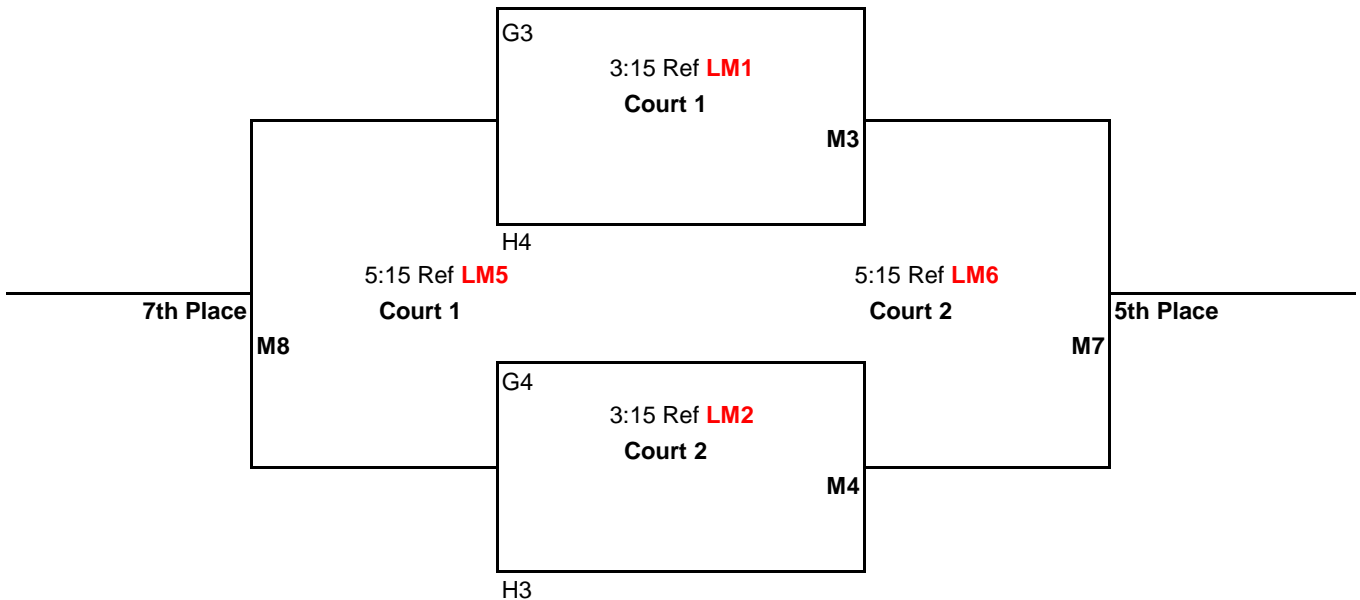 G3
3:15 Ref LM1
Court 1
M3
H4
5:15 Ref LM5
5:15 Ref LM6
7th Place
Court 1
Court 2
5th Place
M8
M7
G4
3:15 Ref LM2
Court 2
M4
H3